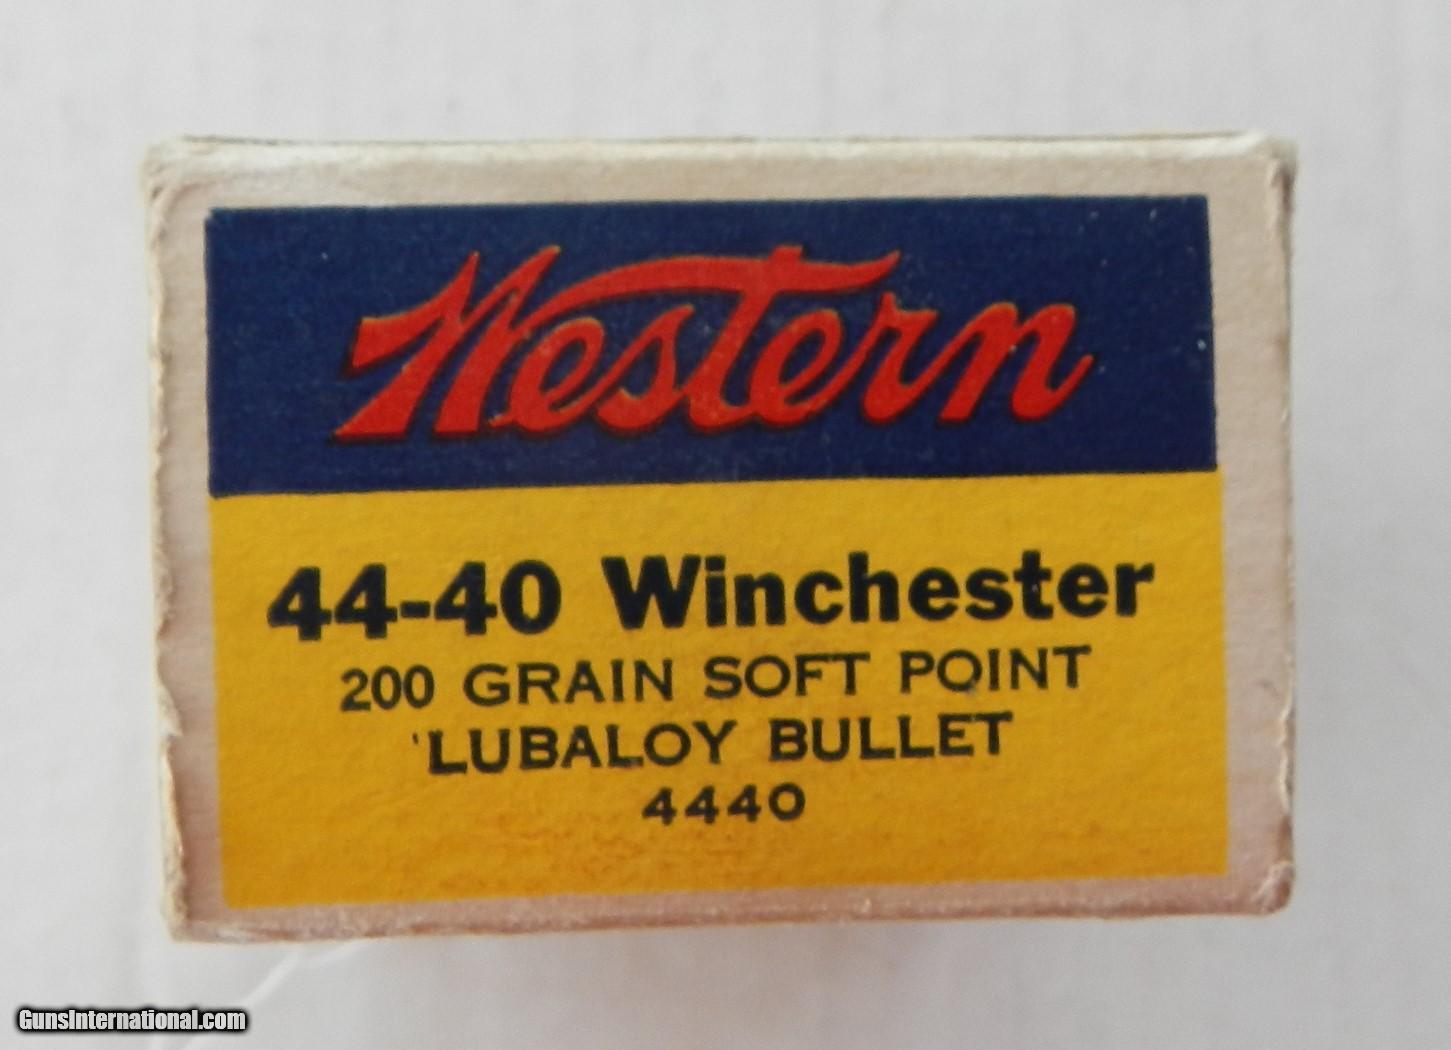 Western
44-40 Winchester
200 GRAIN SOFT POINT
'LUBALOY BULLET
4440
GunsInternational.com